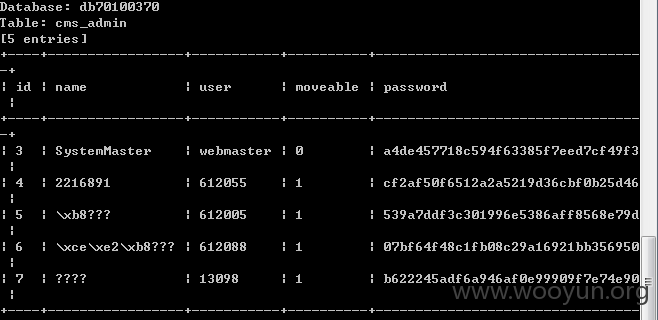 Database: db70100370
Table: cms_admin
[5 entries]
+-----+--------------+-----------+----------+---------------------------------
-+
| id | name | user | moveable | password
|
+-----+--------------+-----------+----------+---------------------------------
-+
| 3 | SystemMaster | webmaster | 0 | a4de457718c594f63385f7eed7cf49f3
|
| 4 | 2216891 | 612055 | 1 | cf2af50f6512a2a5219d36cbf0b25d46
|
| 5 | \xb8??? | 612005 | 1 | 539a7ddf3c301996e5386aff8568e79d
|
| 6 | \xce\xe2\xb8??? | 612088 | 1 | 07bf64f48c1fb08c29a16921bb356950
|
| 7 | ???? | 13098 | 1 | b622245adf6a946af0e99909f7e74e90
|
+-----+--------------+-----------+----------+---------------------------------
www.wooyun.org